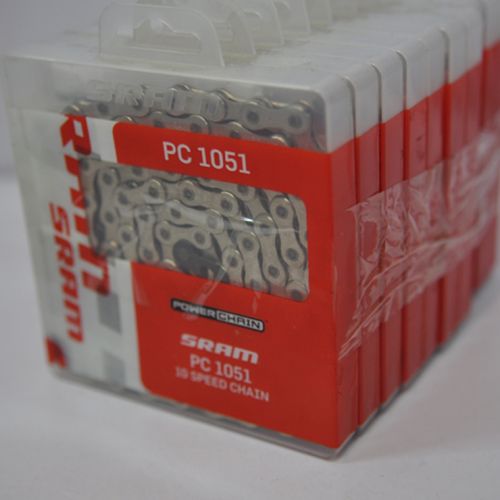 SRAM
PC 1051
SRAM
POWERCHAIN
SRAM
PC 1051
10 SPEED CHAIN